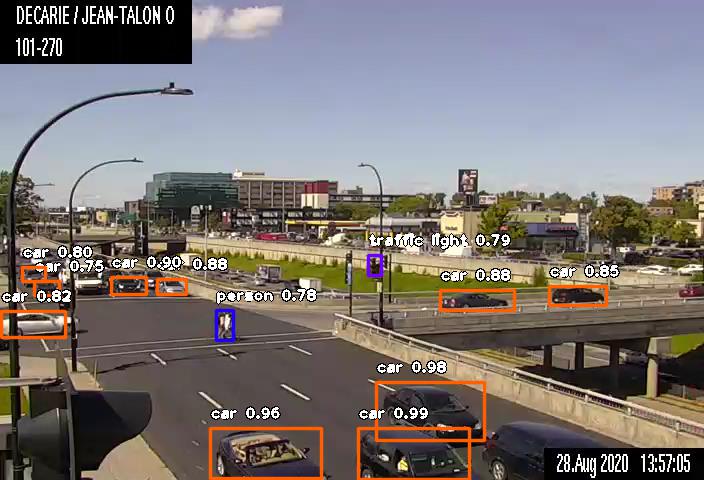 DECARIE / JEAN-TALON O
101-270
traffic light 0.79
car 0.80
car 0.75
car 0.90
car 0.88
car 0.88
car 0.85
car 0.82
person 0.78
car 0.98
car 0.96
car 0.99
28.Aug 2020 13:57:05